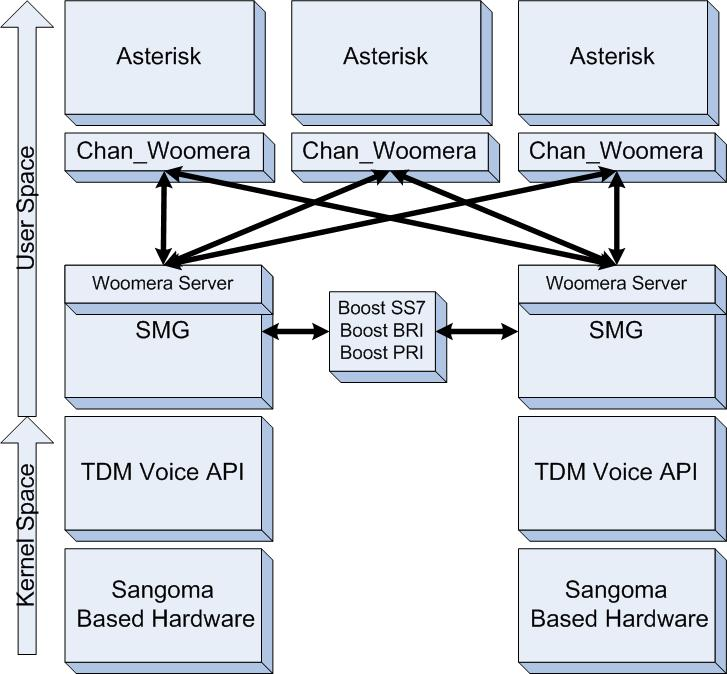 Asterisk
Asterisk
Asterisk
Chan_Woomera
Chan_Woomera
Chan_Woomera
User Space
Woomera Server
SMG
Boost SS7
Boost BRI
Boost PRI
Woomera Server
SMG
Kernel Space
TDM Voice API
TDM Voice API
Sangoma
Based Hardware
Sangoma
Based Hardware